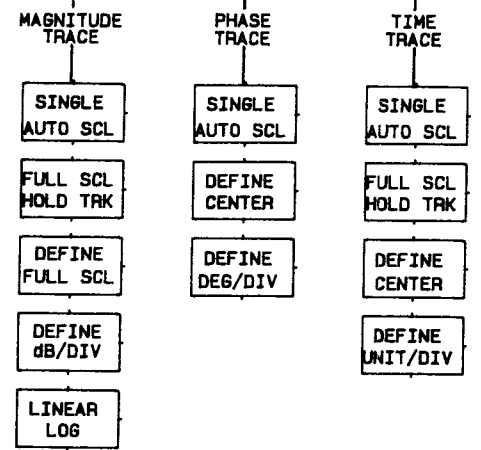 MAGNITUDE
TRACE
SINGLE
AUTO SCL
FULL SCL
HOLD TRK
DEFINE
FULL SCL
DEFINE
dB/DIV
LINEAR
LOG
PHASE
TRACE
SINGLE
AUTO SCL
DEFINE
CENTER
DEFINE
DEG/DIV
TIME
TRACE
SINGLE
AUTO SCL
FULL SCL
HOLD TRK
DEFINE
CENTER
DEFINE
UNIT/DIV